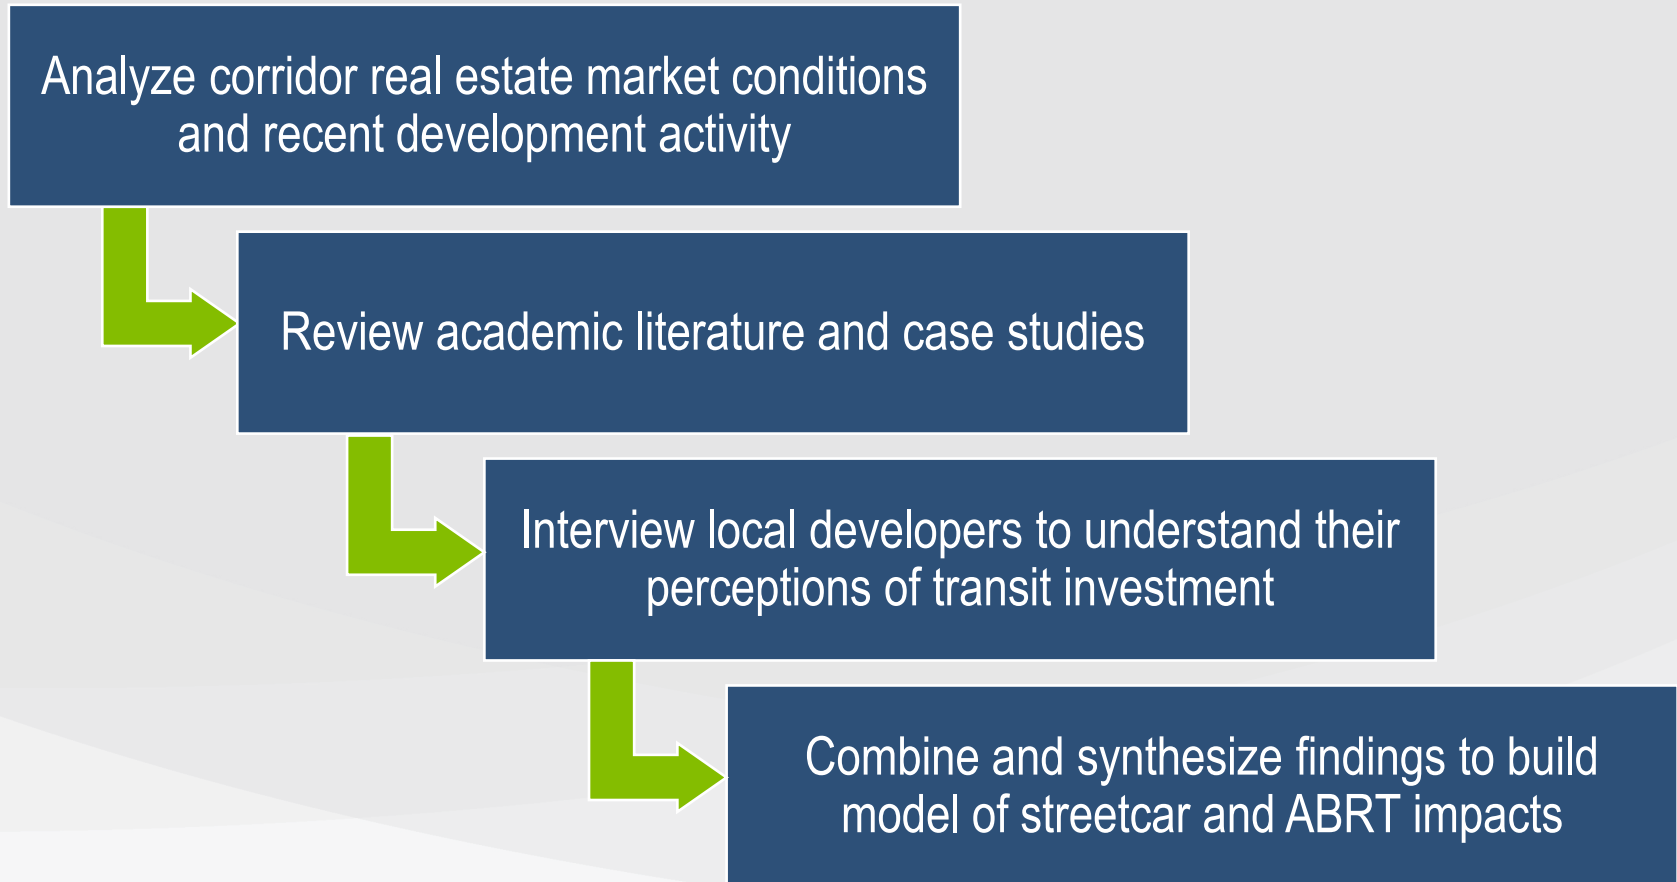 Analyze corridor real estate market conditions
and recent development activity
Review academic literature and case studies
Interview local developers to understand their
perceptions of transit investment
Combine and synthesize findings to build
model of streetcar and ABRT impacts